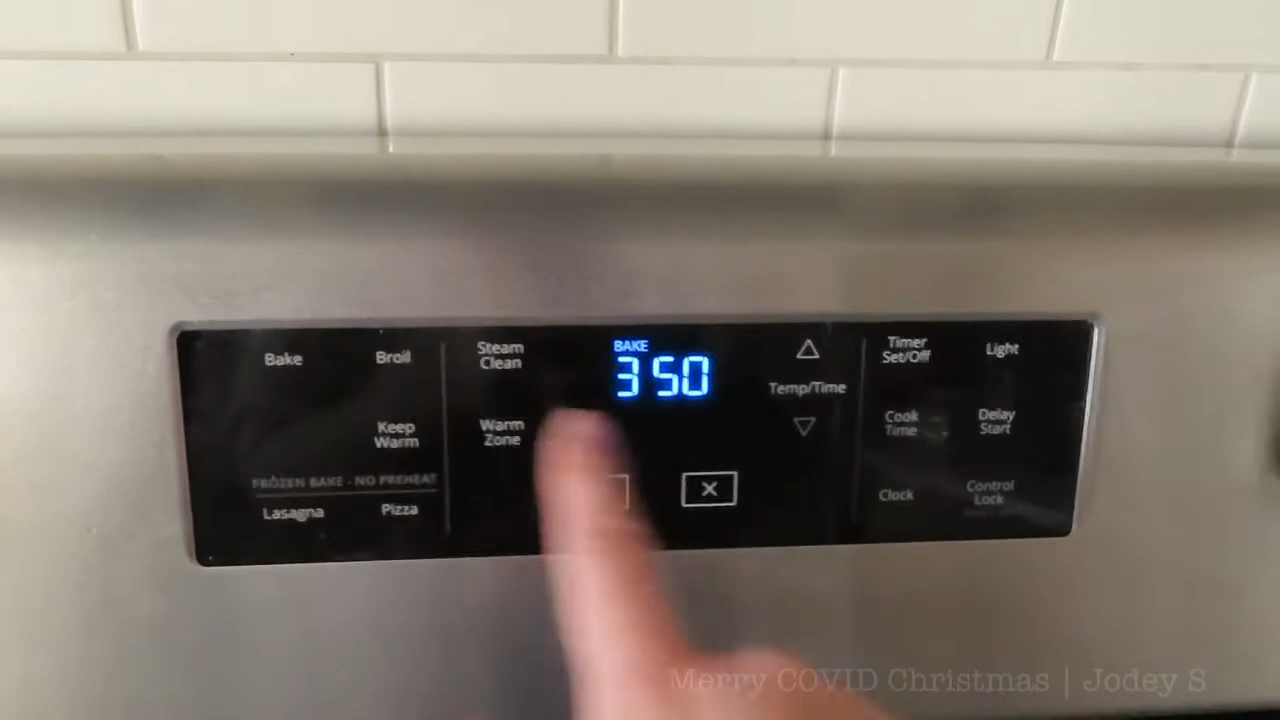 Bake
Broil
Keep
Warm
FROZEN BAKE - NO PREHEAT
Lasagna
Pizza
Steam
Clean
Warm
Zone
BAKE
350
Temp/Time
Timer
Set/Off
Light
Cook
Time
Delay
Start
Clock
Control
Lock
Merry COVID Christmas | Jodey S